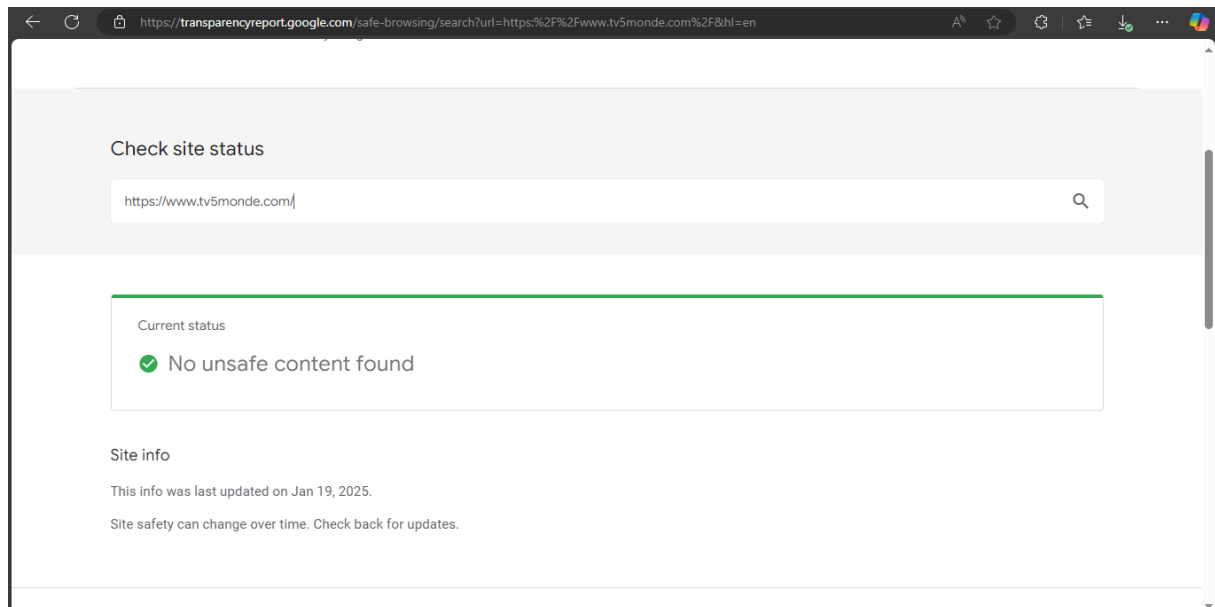 https://transparencyreport.google.com/safe-browsing/search?url=https:%2F%2Fwww.tv5monde.com%2F&hl=en
Check site status
https://www.tv5monde.com/
Current status
No unsafe content found
Site info
This info was last updated on Jan 19, 2025.
Site safety can change over time. Check back for updates.